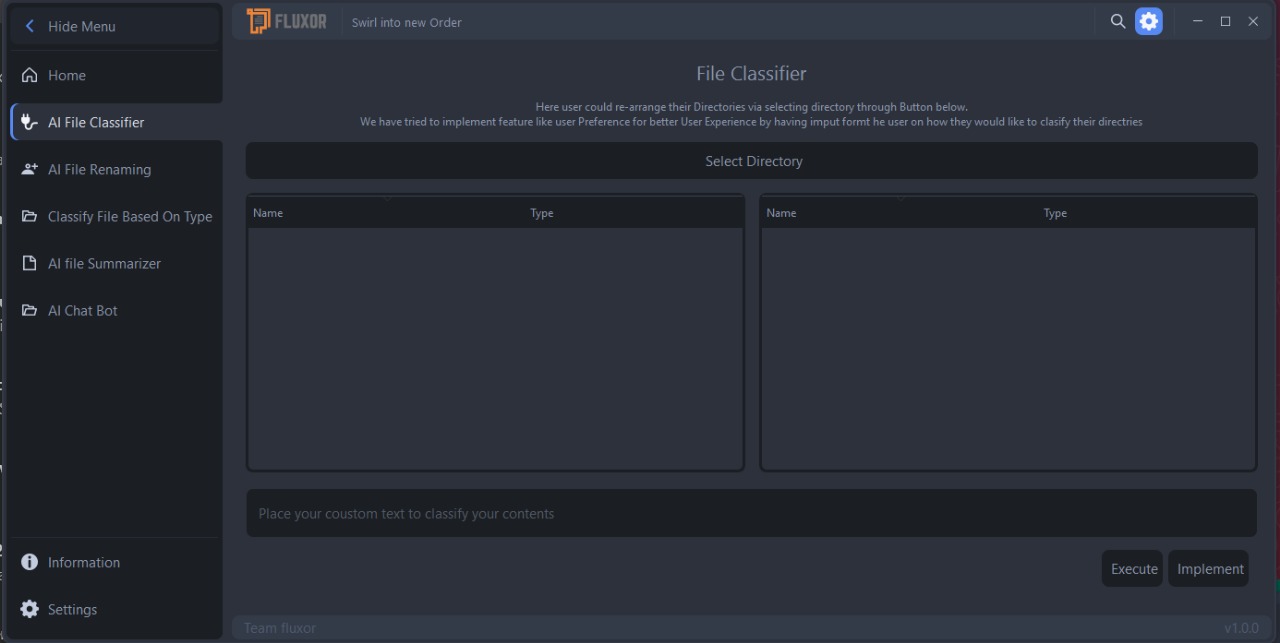 Hide Menu
FLUXOR
Swirl into new Order
Home
AI File Classifier
AI File Renaming
Classify File Based On Type
AI file Summarizer
AI Chat Bot
Information
Settings
File Classifier
Here user could re-arrange their Directories via selecting directory through Button below.
We have tried to implement feature like user Preference for better User Experience by having imput formt he user on how they would like to clasify their directries
Select Directory
Name Type
Name Type
Place your coustom text to classify your contents
Execute Implement
Team fluxor
v1.0.0